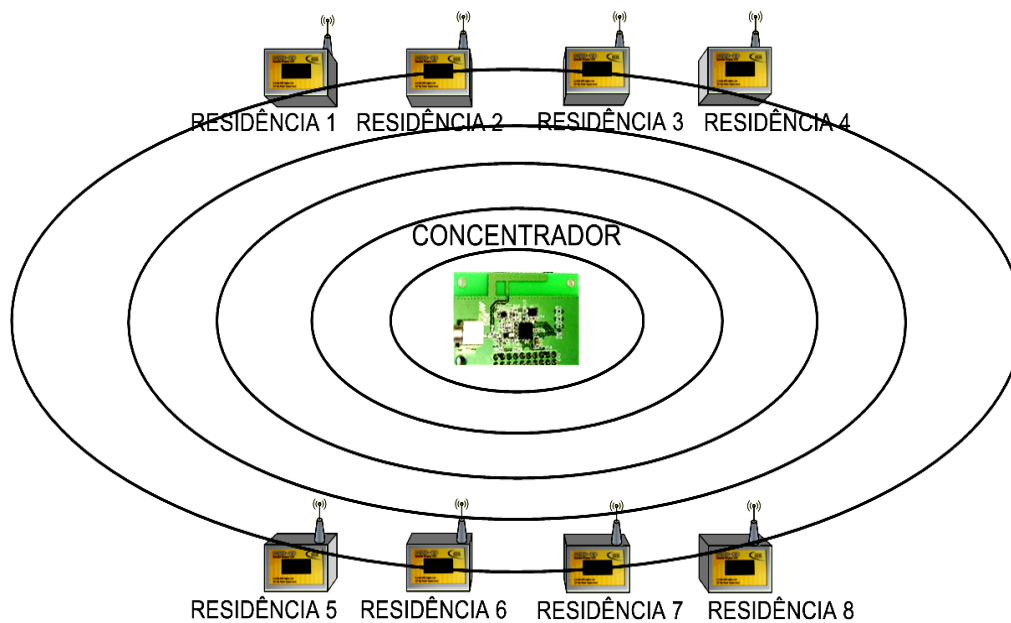 RESIDÊNCIA 1
RESIDÊNCIA 2
RESIDÊNCIA 3
RESIDÊNCIA 4
CONCENTRADOR
RESIDÊNCIA 5
RESIDÊNCIA 6
RESIDÊNCIA 7
RESIDÊNCIA 8